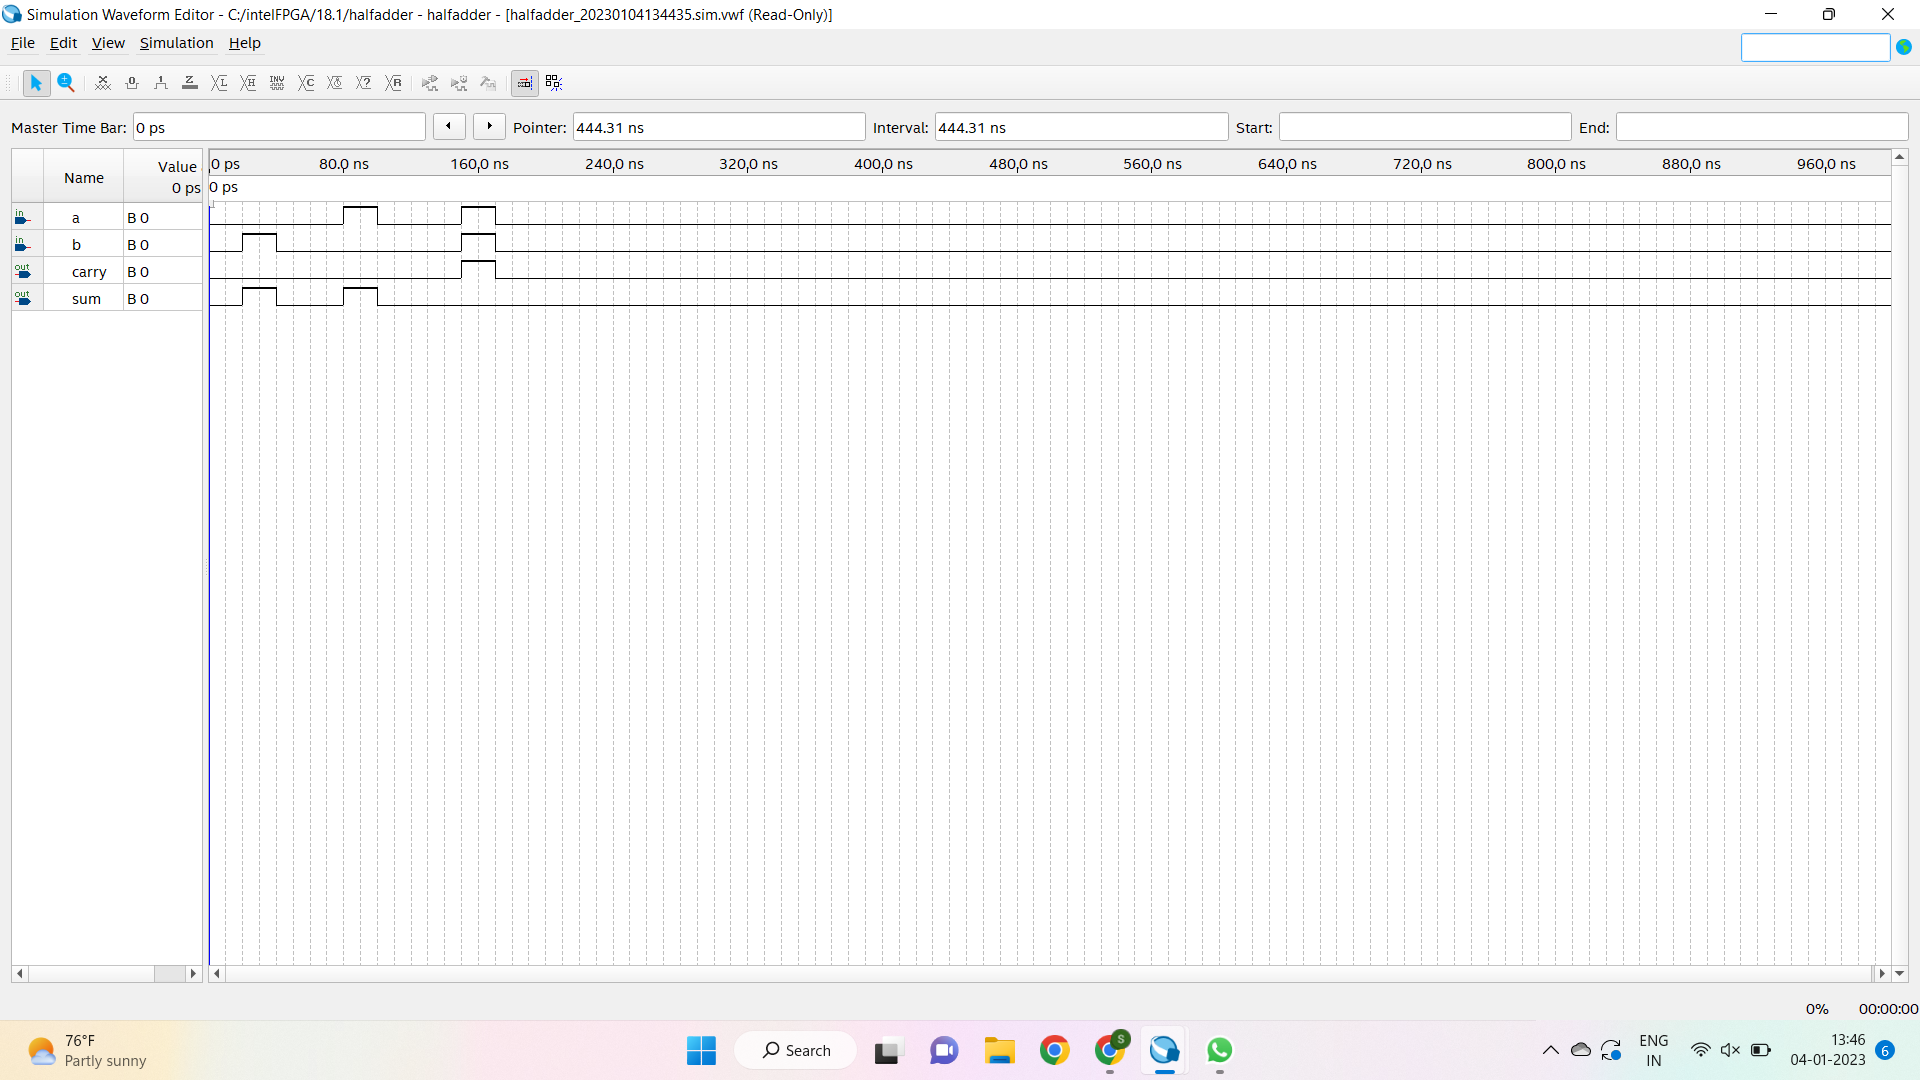 Simulation Waveform Editor - C:/intelFPGA/18.1/halfadder - halfadder - [halfadder_20230104134435.sim.vwf (Read-Only)]
File Edit View Simulation Help
Master Time Bar: 0 ps Pointer: 444.31 ns Interval: 444.31 ns Start: End:
Name Value 0 ps 80.0 ns 160.0 ns 240.0 ns 320.0 ns 400.0 ns 480.0 ns 560.0 ns 640.0 ns 720.0 ns 800.0 ns 880.0 ns 960.0 ns
0 ps 0 ps
in a B 0
in b B 0
out carry B 0
out sum B 0
0% 00:00:00
76°F
Partly sunny
Search
S
ENG
IN
13:46
04-01-2023
6